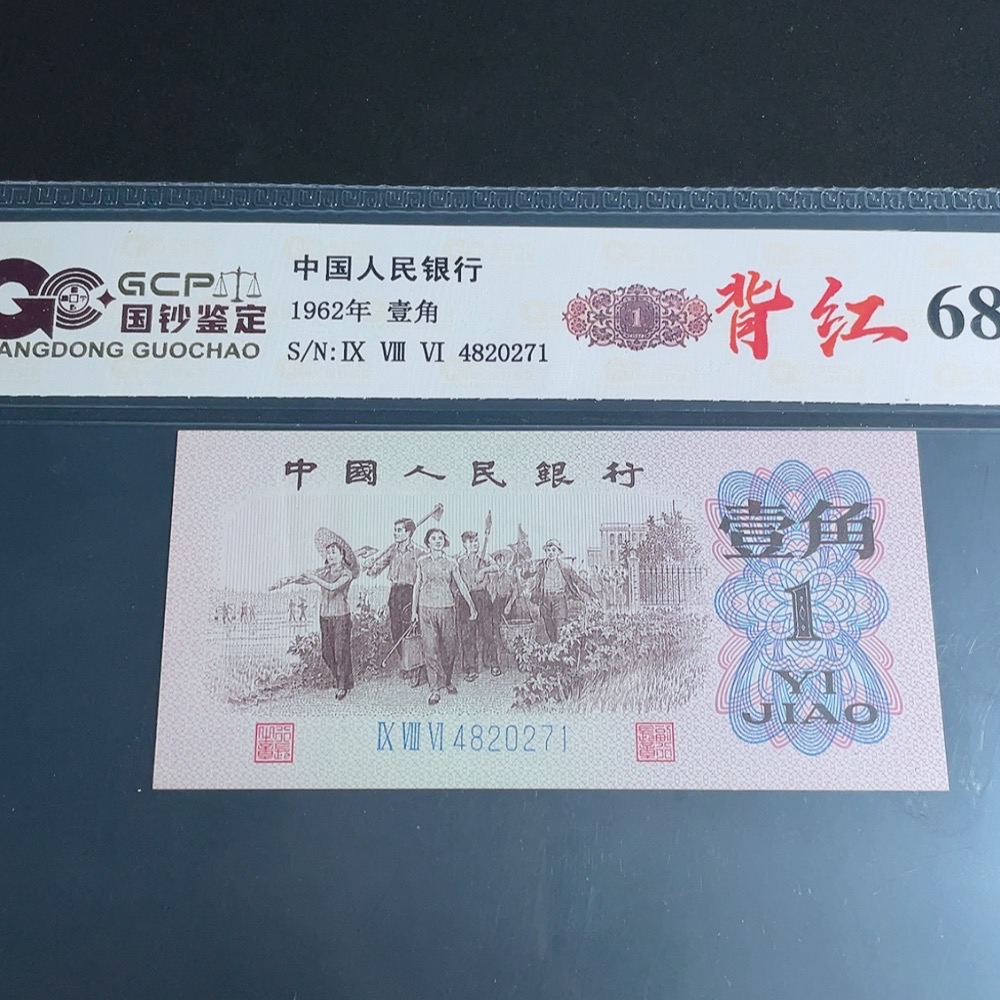 GCP
国钞鉴定
ANGDONG GUOCHAO
中国人民银行
1962年 壹角
S/N: IX VIII VI 4820271
1
背红
68
中國人民銀行
壹角
1
YI
JIAO
IX VIII VI 4820271